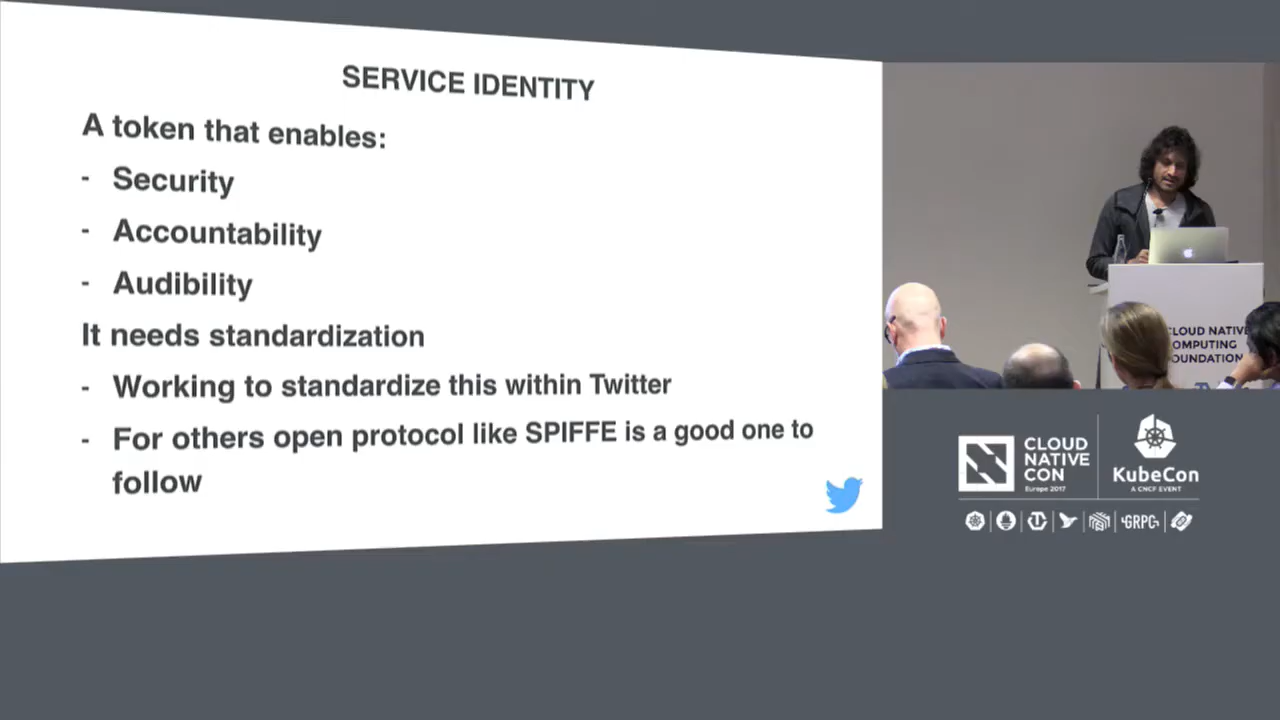 SERVICE IDENTITY
A token that enables:
- Security
- Accountability
- Audibility
It needs standardization
- Working to standardize this within Twitter
- For others open protocol like SPIFFE is a good one to
follow
CLOUD NATIVE
OMPUTING
OUNDATION
CLOUD
NATIVE
CON
Europe 2017
KubeCon
A CNCF EVENT
GRPC